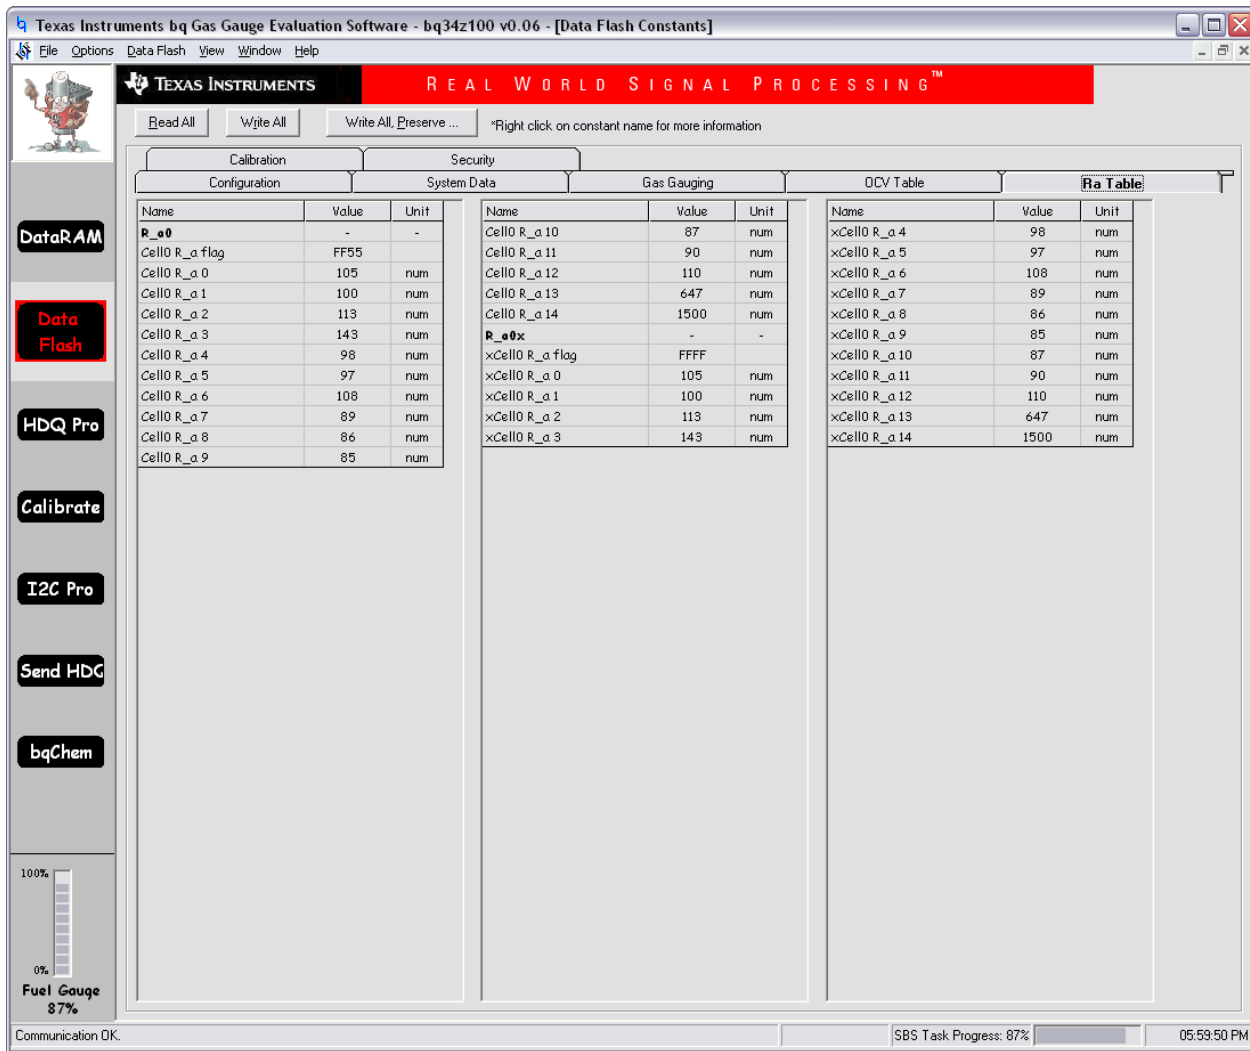 Texas Instruments bq Gas Gauge Evaluation Software - bq34z100 v0.06 - [Data Flash Constants]
File Options Data Flash View Window Help
TEXAS INSTRUMENTS REAL WORLD SIGNAL PROCESSING™
Read All Write All Write All, Preserve ... *Right click on constant name for more information
Calibration Security
Configuration System Data Gas Gauging OCV Table Ra Table
DataRAM
Data
Flash
HDQ Pro
Calibrate
I2C Pro
Send HDQ
bqChem
100%
0%
Fuel Gauge
87%
Name Value Unit
R_a0 - -
Cell0 R_a flag FF55
Cell0 R_a 0 105 num
Cell0 R_a 1 100 num
Cell0 R_a 2 113 num
Cell0 R_a 3 143 num
Cell0 R_a 4 98 num
Cell0 R_a 5 97 num
Cell0 R_a 6 108 num
Cell0 R_a 7 89 num
Cell0 R_a 8 86 num
Cell0 R_a 9 85 num
Name Value Unit
Cell0 R_a 10 87 num
Cell0 R_a 11 90 num
Cell0 R_a 12 110 num
Cell0 R_a 13 647 num
Cell0 R_a 14 1500 num
R_a0x - -
xCell0 R_a flag FFFF
xCell0 R_a 0 105 num
xCell0 R_a 1 100 num
xCell0 R_a 2 113 num
xCell0 R_a 3 143 num
Name Value Unit
xCell0 R_a 4 98 num
xCell0 R_a 5 97 num
xCell0 R_a 6 108 num
xCell0 R_a 7 89 num
xCell0 R_a 8 86 num
xCell0 R_a 9 85 num
xCell0 R_a 10 87 num
xCell0 R_a 11 90 num
xCell0 R_a 12 110 num
xCell0 R_a 13 647 num
xCell0 R_a 14 1500 num
Communication OK. SBS Task Progress: 87% 05:59:50 PM